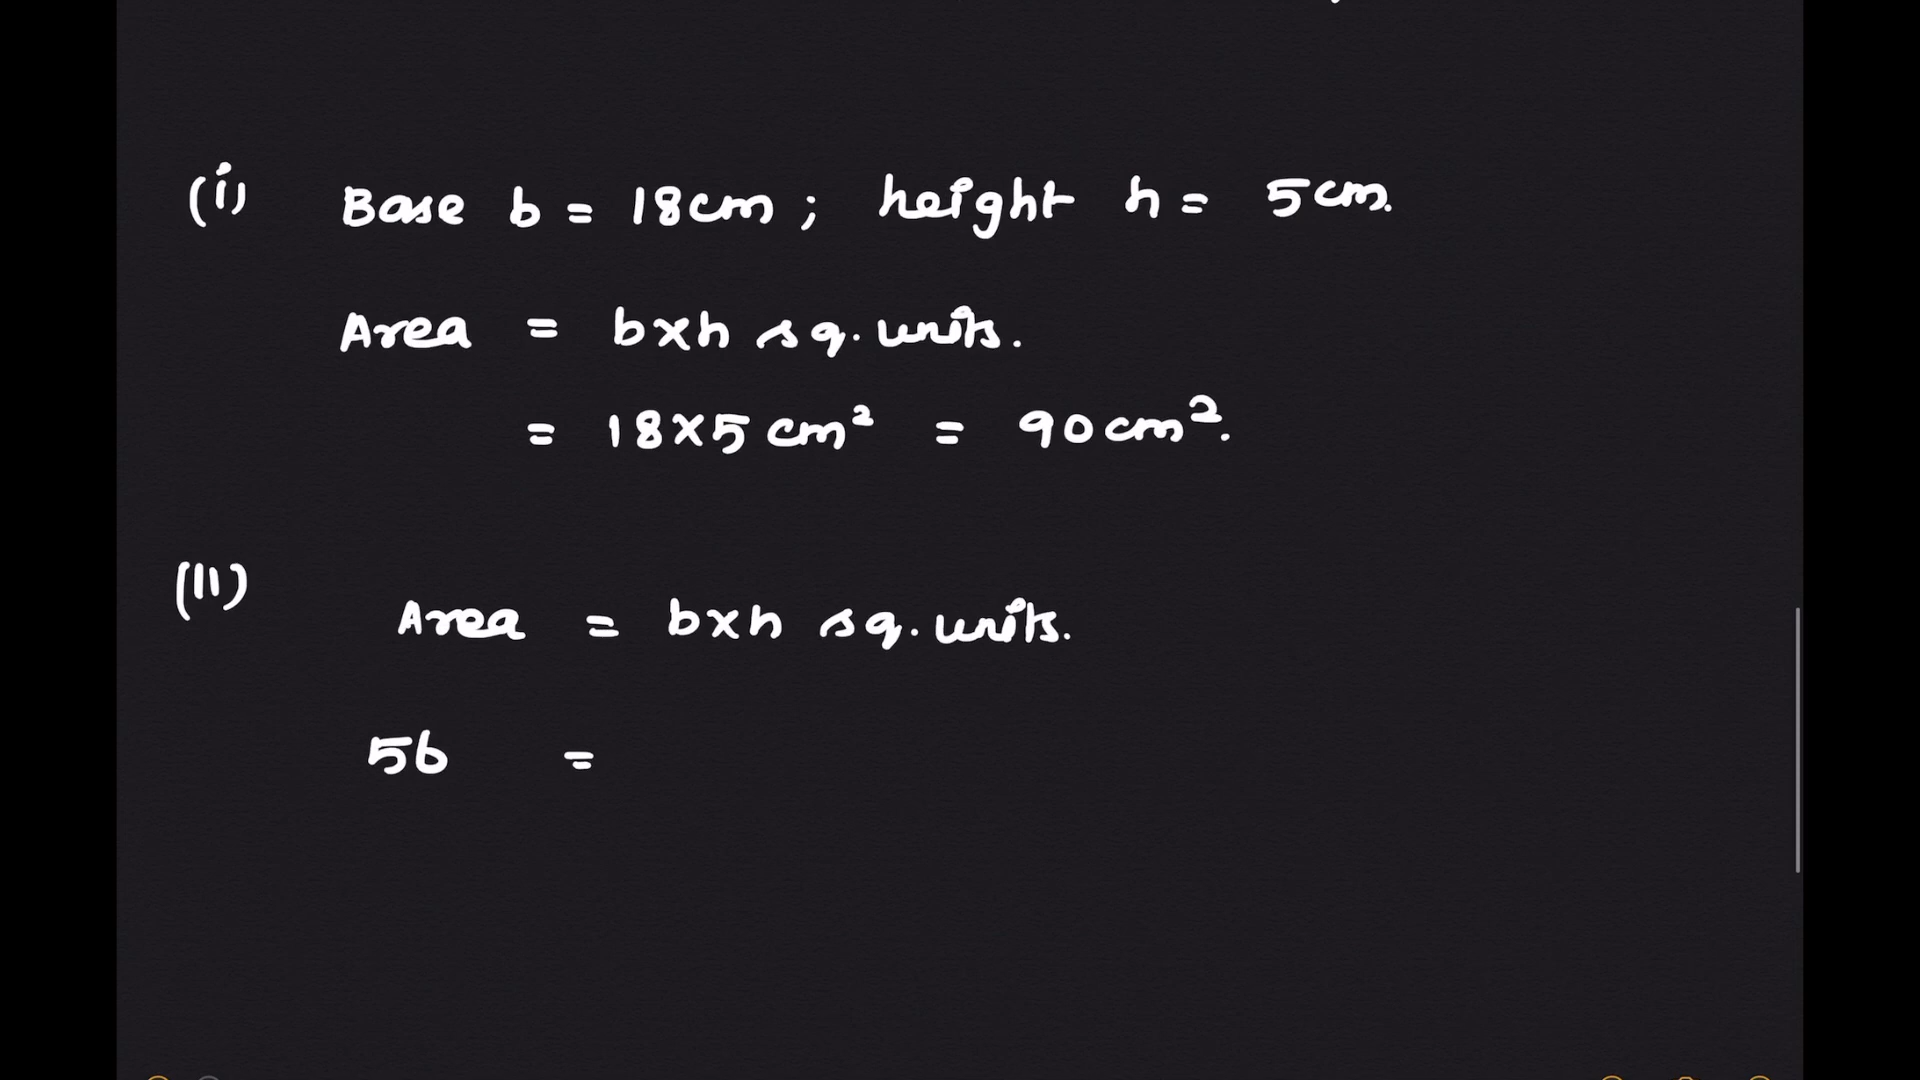 (i) Base b = 18cm ; height h = 5cm.
Area = b×h sq. units.
= 18×5 cm² = 90cm².
(II)
Area = b×h sq. units.
56 =